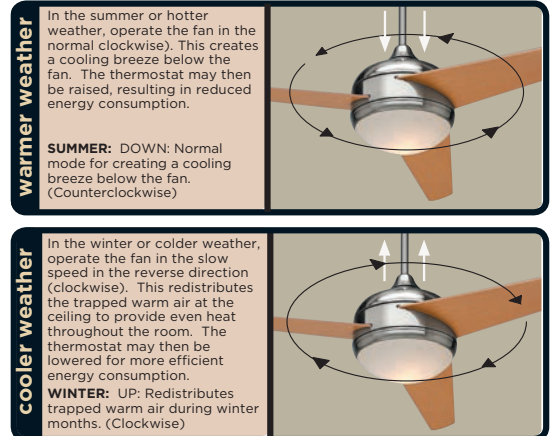 warmer weather
In the summer or hotter
weather, operate the fan in the
normal clockwise). This creates
a cooling breeze below the
fan. The thermostat may then
be raised, resulting in reduced
energy consumption.
SUMMER: DOWN: Normal
mode for creating a cooling
breeze below the fan.
(Counterclockwise)
cooler weather
In the winter or colder weather,
operate the fan in the slow
speed in the reverse direction
(clockwise). This redistributes
the trapped warm air at the
ceiling to provide even heat
throughout the room. The
thermostat may then be
lowered for more efficient
energy consumption.
WINTER: UP: Redistributes
trapped warm air during winter
months. (Clockwise)